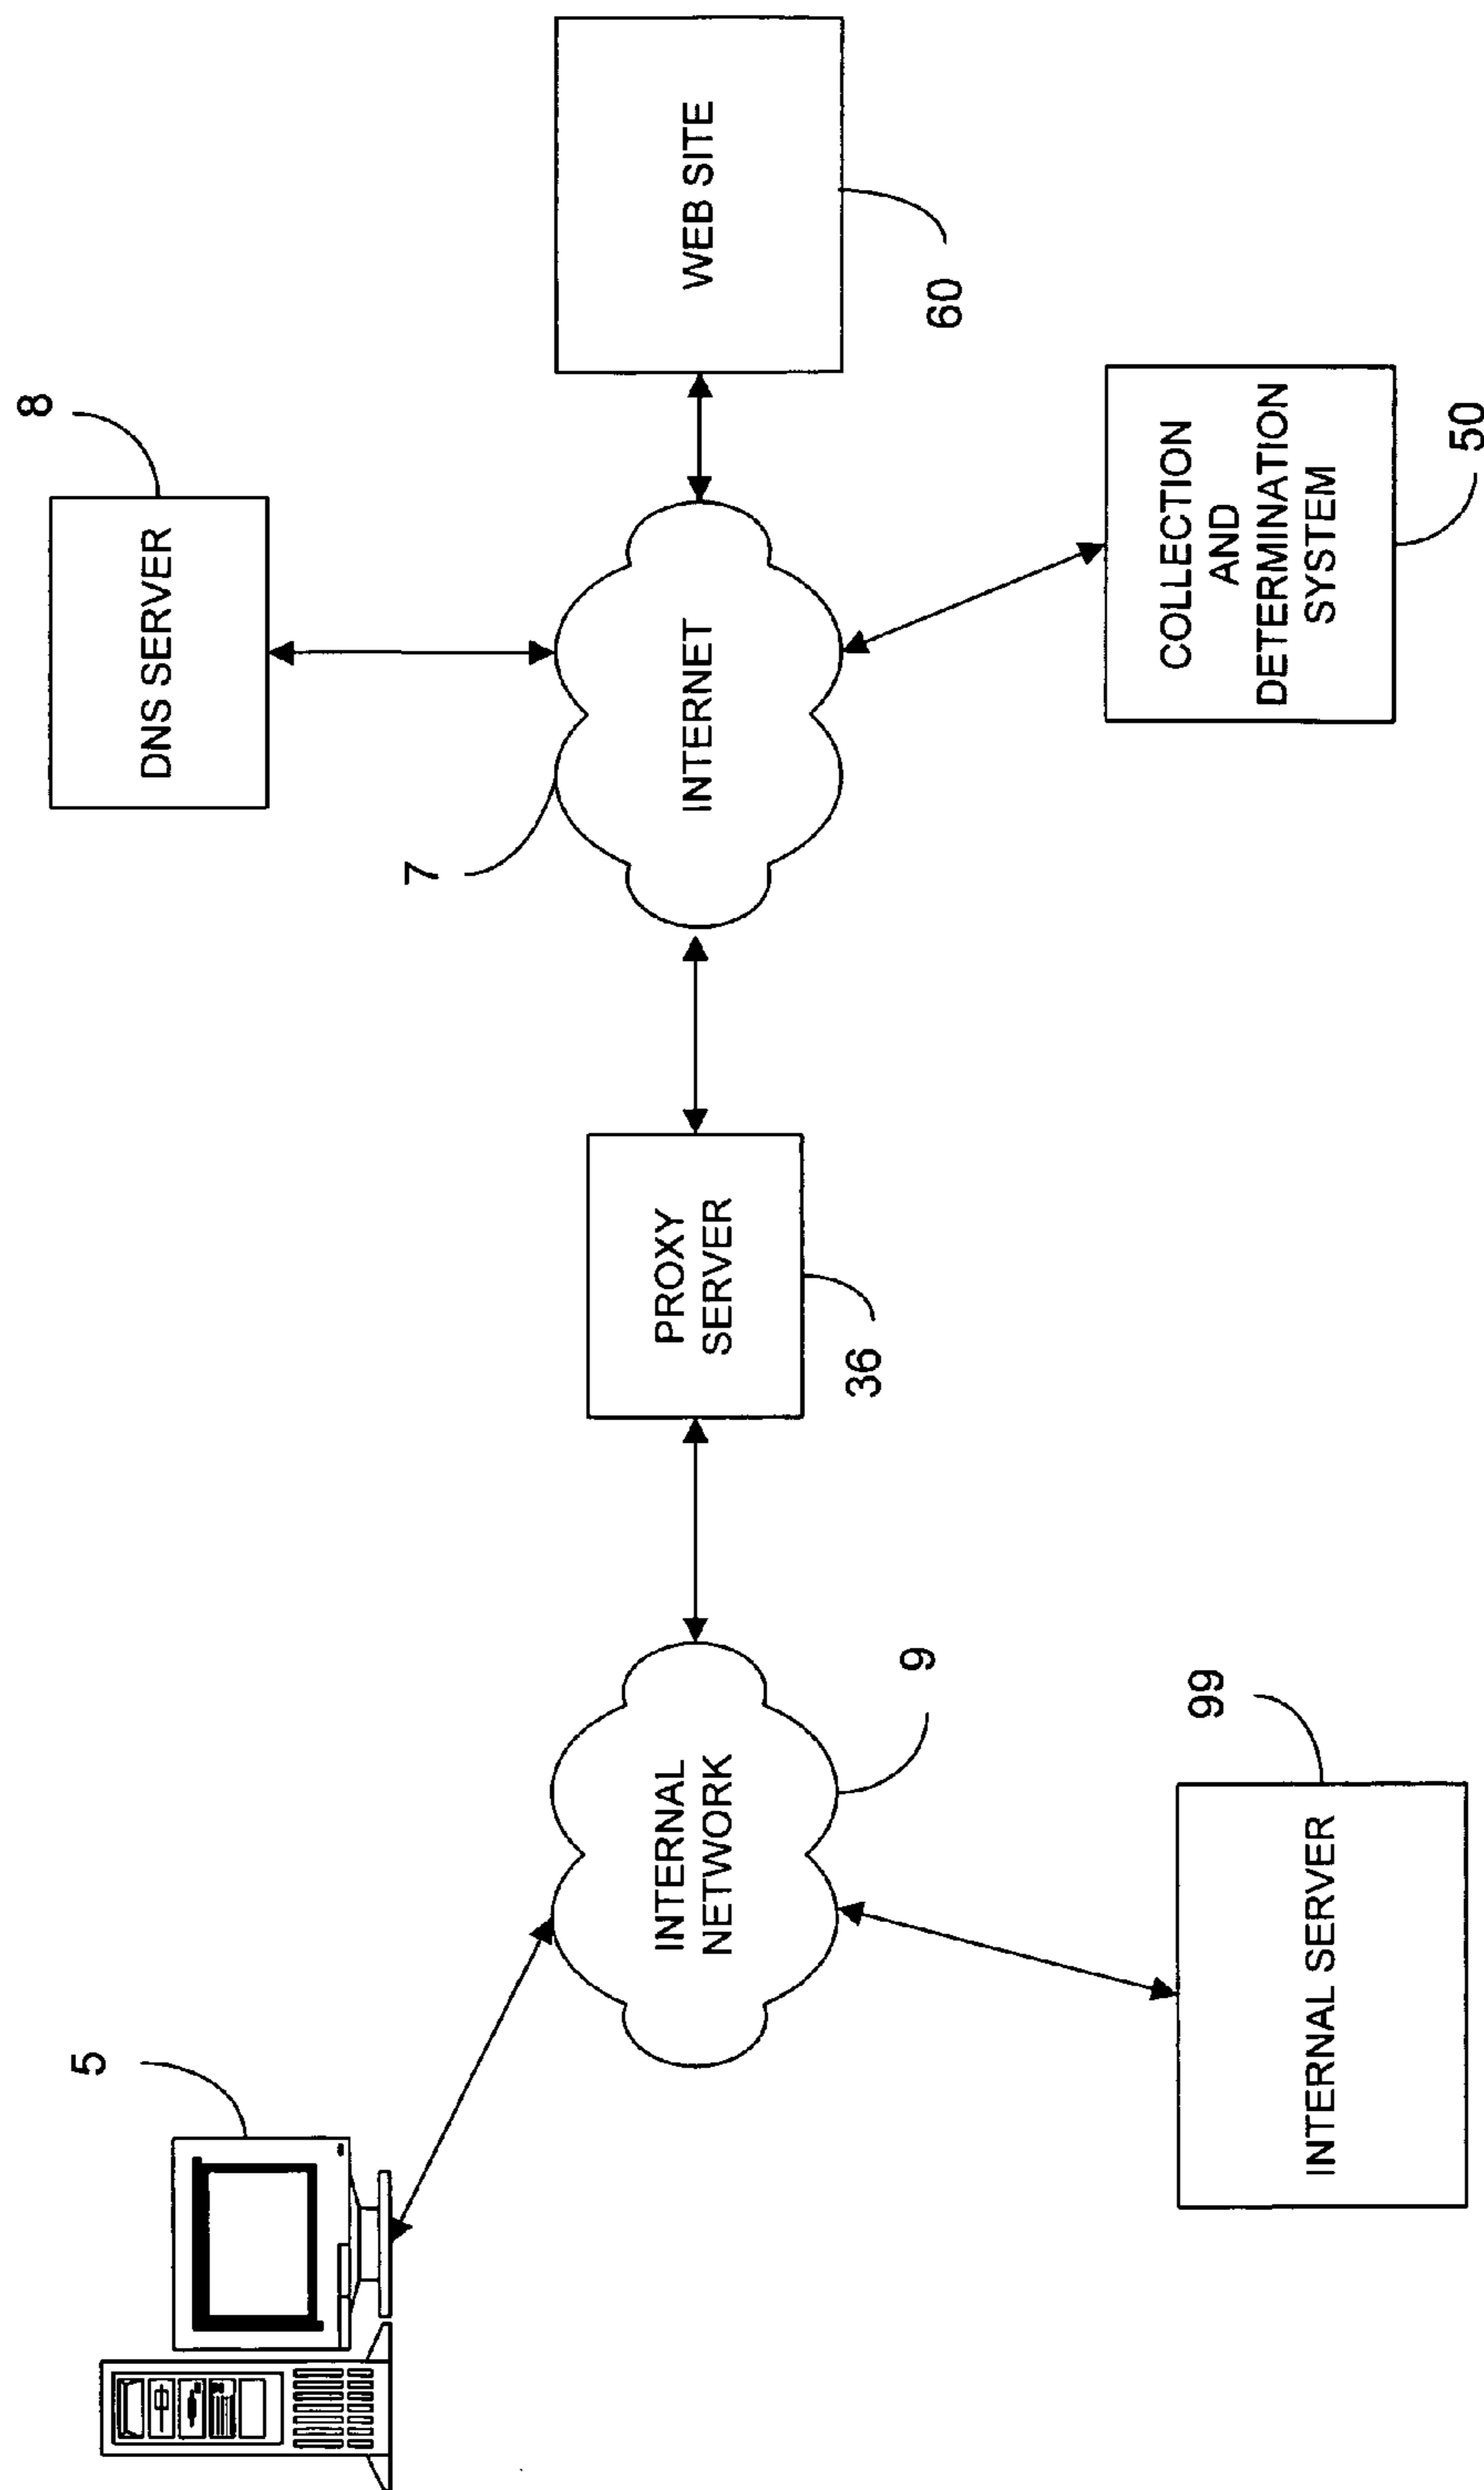 8
DNS SERVER
5
7
INTERNET
WEB SITE
60
INTERNAL
NETWORK
9
PROXY
SERVER
36
COLLECTION
AND
DETERMINATION
SYSTEM
50
INTERNAL SERVER
99